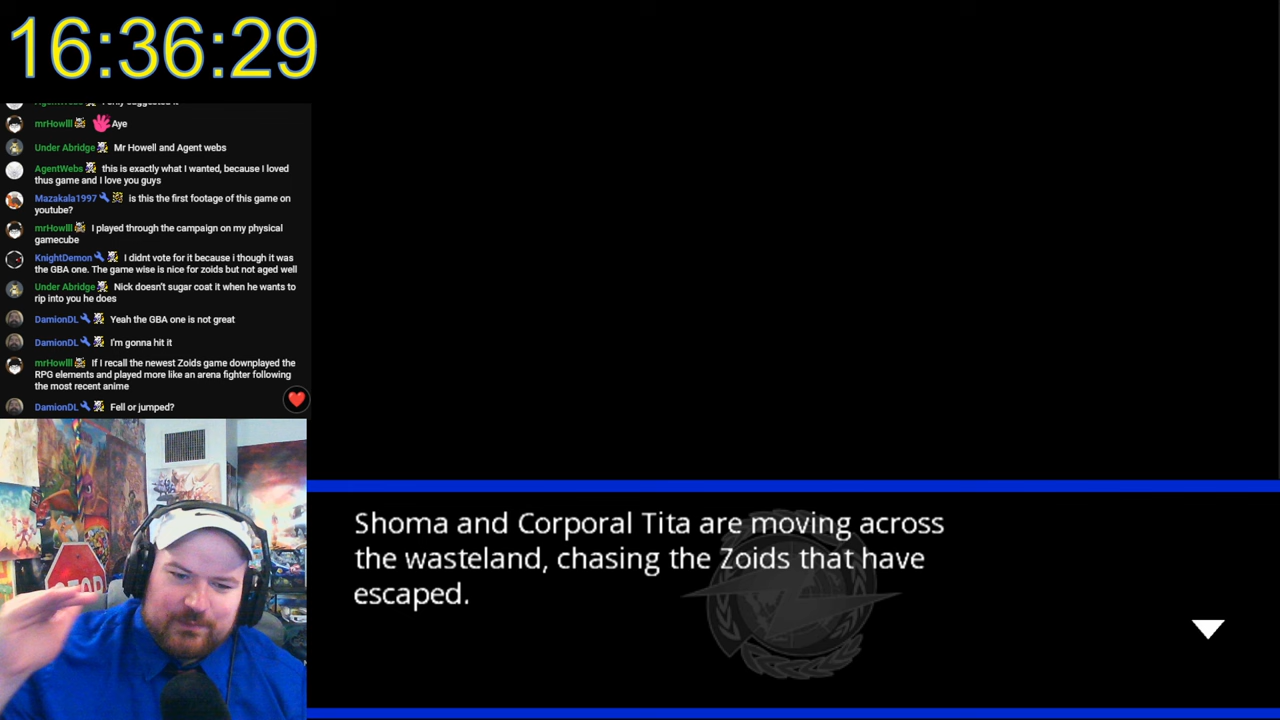 16:36:29
mrHowlll Aye
Under Abridge Mr Howell and Agent webs
AgentWebs this is exactly what I wanted, because I loved
thus game and I love you guys
Mazakala1997 is this the first footage of this game on
youtube?
mrHowlll I played through the campaign on my physical
gamecube
KnightDemon I didnt vote for it because i though it was
the GBA one. The game wise is nice for zoids but not aged well
Under Abridge Nick doesn't sugar coat it when he wants to
rip into you he does
DamionDL Yeah the GBA one is not great
DamionDL I'm gonna hit it
mrHowlll If I recall the newest Zoids game downplayed the
RPG elements and played more like an arena fighter following
the most recent anime
DamionDL Fell or jumped?
STOP
Shoma and Corporal Tita are moving across
the wasteland, chasing the Zoids that have
escaped.